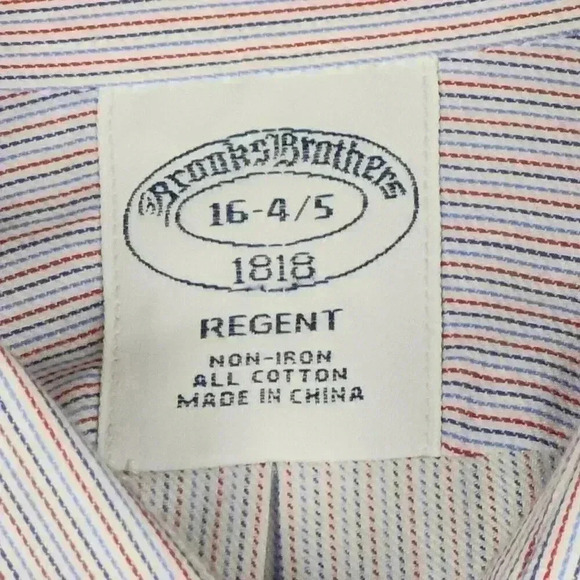 ®BrooksBrothers
16-4/5
1818
REGENT
NON-IRON
ALL COTTON
MADE IN CHINA